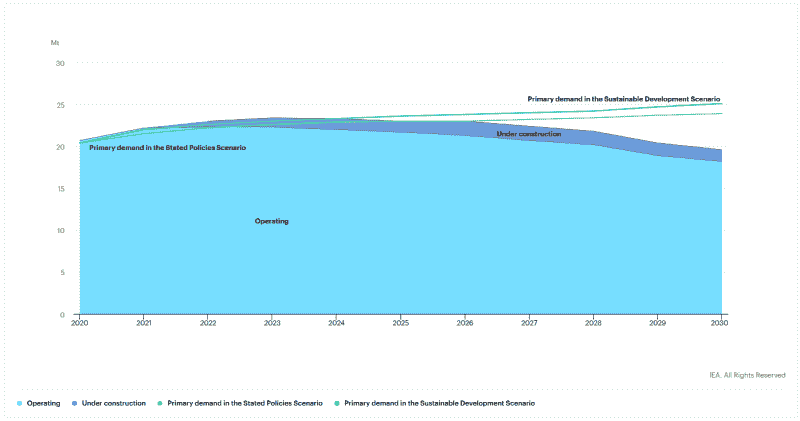 Mt
30
25
20
15
10
5
0
Primary demand in the Sustainable Development Scenario
Under construction
Primary demand in the Stated Policies Scenario
Operating
2020 2021 2022 2023 2024 2025 2026 2027 2028 2029 2030
IEA. All Rights Reserved
Operating Under construction Primary demand in the Stated Policies Scenario Primary demand in the Sustainable Development Scenario